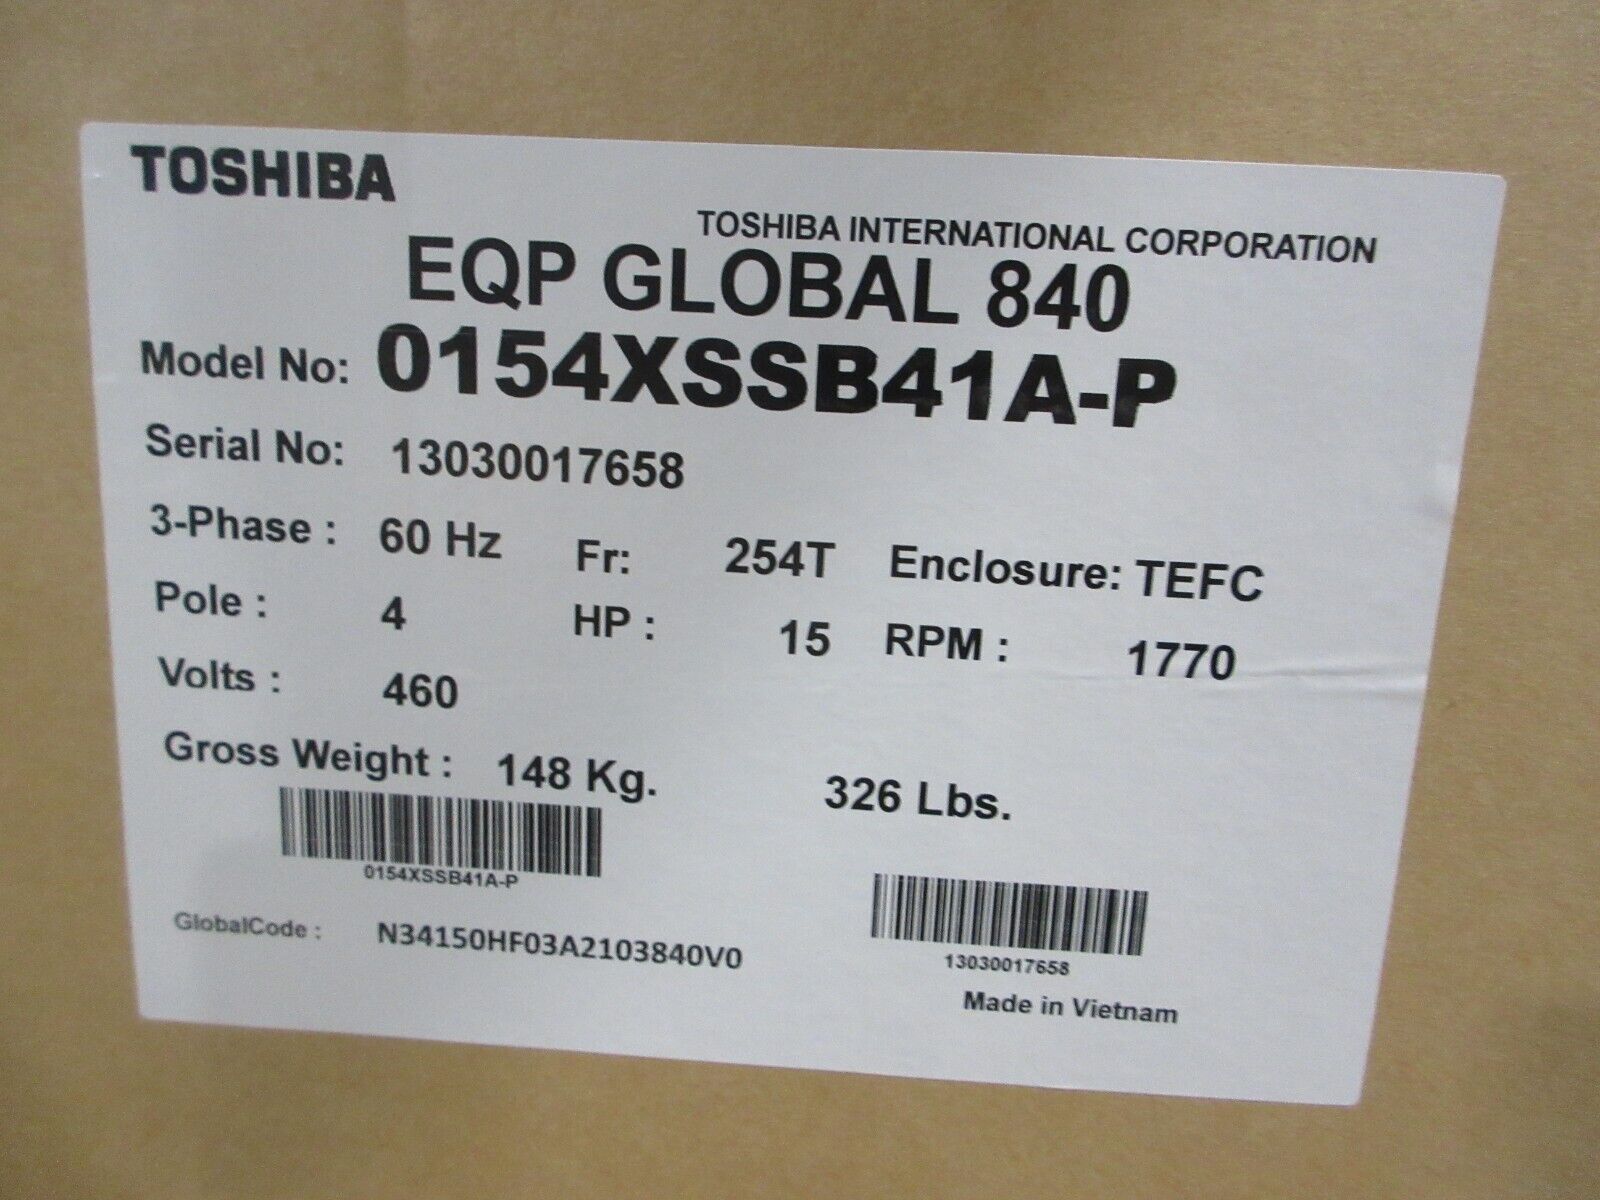 TOSHIBA
TOSHIBA INTERNATIONAL CORPORATION
EQP GLOBAL 840
Model No: 0154XSSB41A-P
Serial No: 13030017658
3-Phase : 60 Hz Fr: 254T Enclosure: TEFC
Pole : 4 HP : 15 RPM : 1770
Volts : 460
Gross Weight : 148 Kg. 326 Lbs.
0154XSSB41A-P
GlobalCode : N34150HF03A2103840V0
13030017658
Made in Vietnam